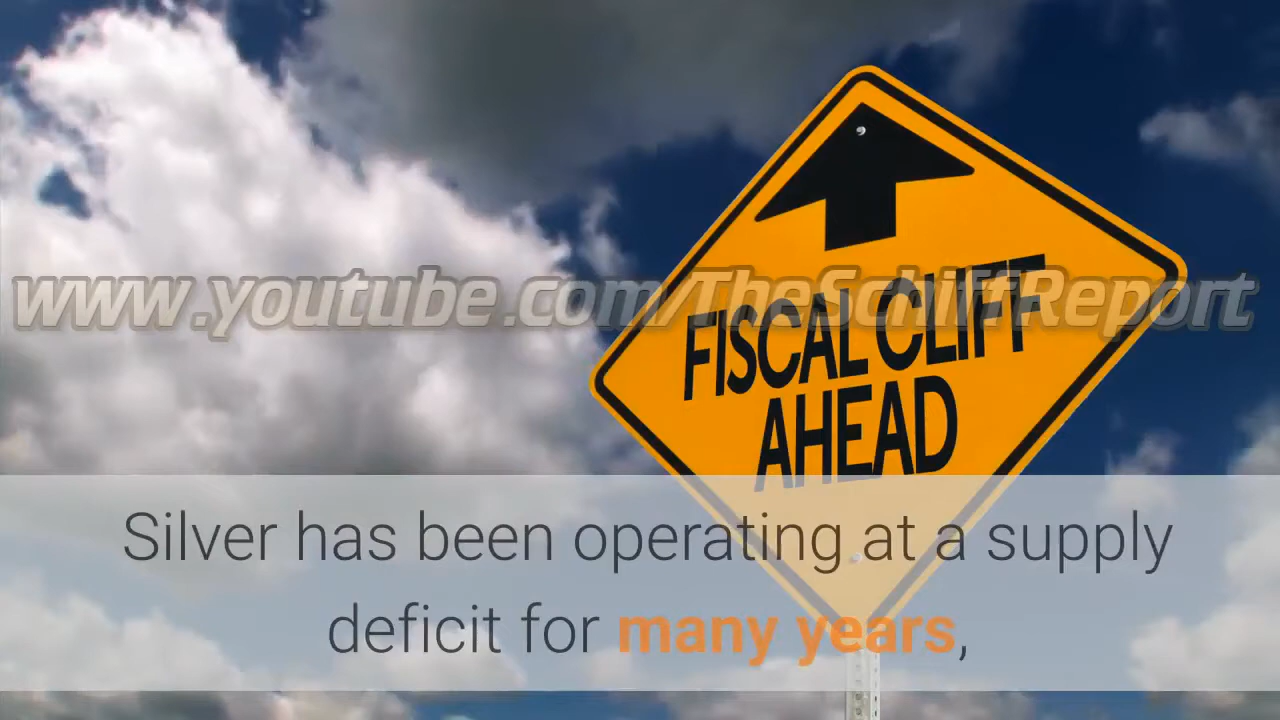 www.youtube.com/TheSchiffReport
FISCAL CLIFF
AHEAD
Silver has been operating at a supply
deficit for many years,